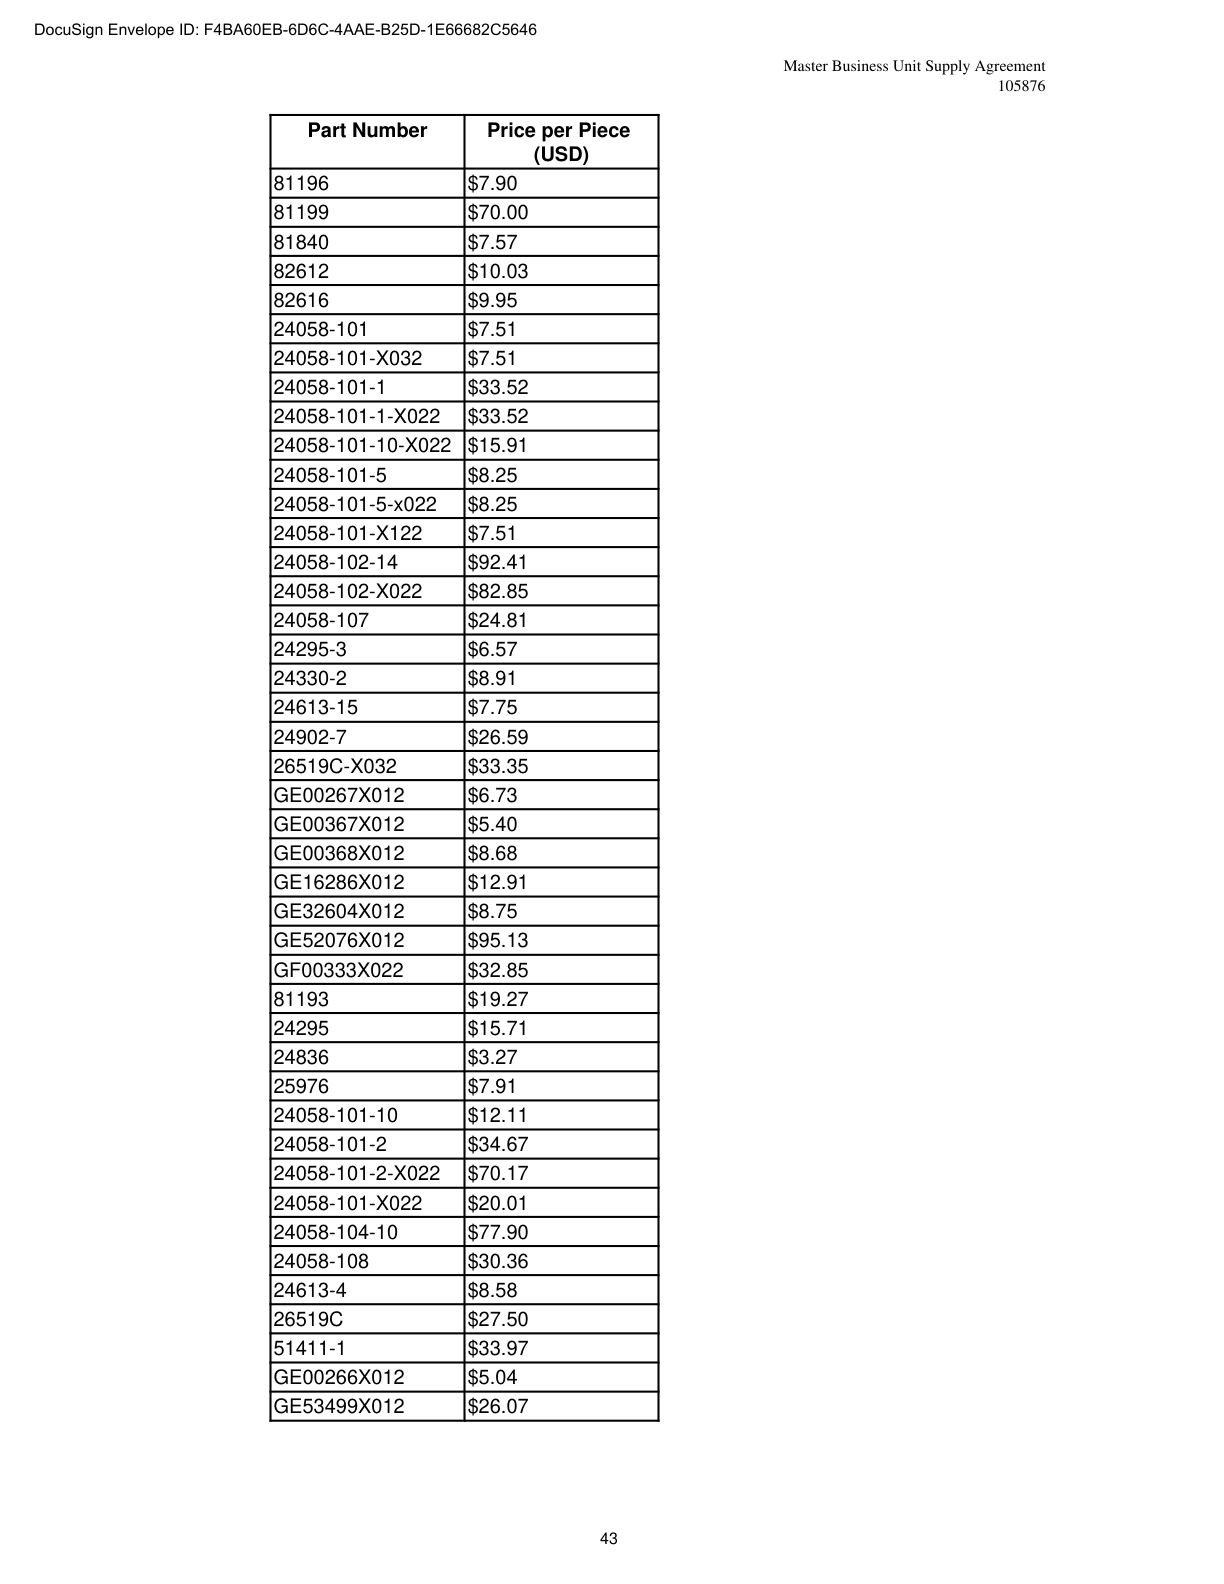 DocuSign Envelope ID: F4BA60EB-6D6C-4AAE-B25D-1E66682C5646
Master Business Unit Supply Agreement
105876
Part Number Price per Piece
(USD)
81196 $7.90
81199 $70.00
81840 $7.57
82612 $10.03
82616 $9.95
24058-101 $7.51
24058-101-X032 $7.51
24058-101-1 $33.52
24058-101-1-X022 $33.52
24058-101-10-X022 $15.91
24058-101-5 $8.25
24058-101-5-x022 $8.25
24058-101-X122 $7.51
24058-102-14 $92.41
24058-102-X022 $82.85
24058-107 $24.81
24295-3 $6.57
24330-2 $8.91
24613-15 $7.75
24902-7 $26.59
26519C-X032 $33.35
GE00267X012 $6.73
GE00367X012 $5.40
GE00368X012 $8.68
GE16286X012 $12.91
GE32604X012 $8.75
GE52076X012 $95.13
GF00333X022 $32.85
81193 $19.27
24295 $15.71
24836 $3.27
25976 $7.91
24058-101-10 $12.11
24058-101-2 $34.67
24058-101-2-X022 $70.17
24058-101-X022 $20.01
24058-104-10 $77.90
24058-108 $30.36
24613-4 $8.58
26519C $27.50
51411-1 $33.97
GE00266X012 $5.04
GE53499X012 $26.07
43